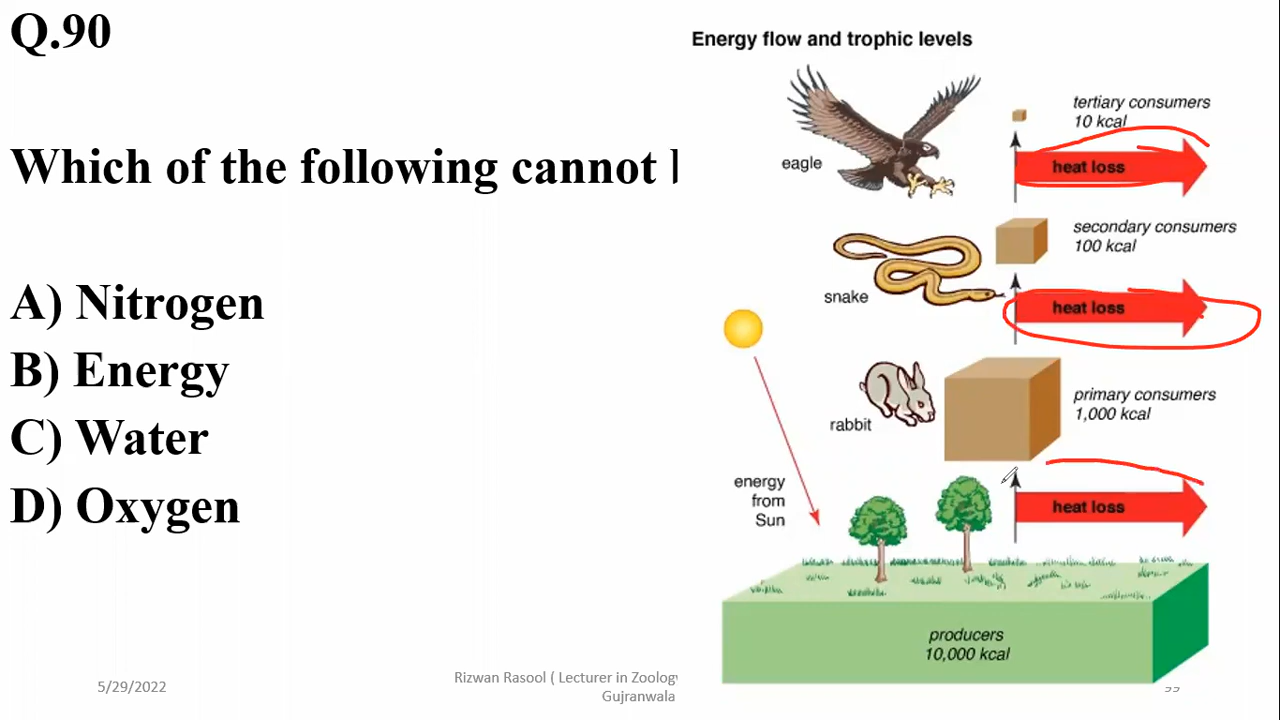 Q.90
Which of the following cannot
A) Nitrogen
B) Energy
C) Water
D) Oxygen
Energy flow and trophic levels
tertiary consumers
10 kcal
eagle
heat loss
secondary consumers
100 kcal
snake
heat loss
primary consumers
1,000 kcal
rabbit
energy
from
Sun
heat loss
producers
10,000 kcal
5/29/2022
Rizwan Rasool ( Lecturer in Zoology
Gujranwala